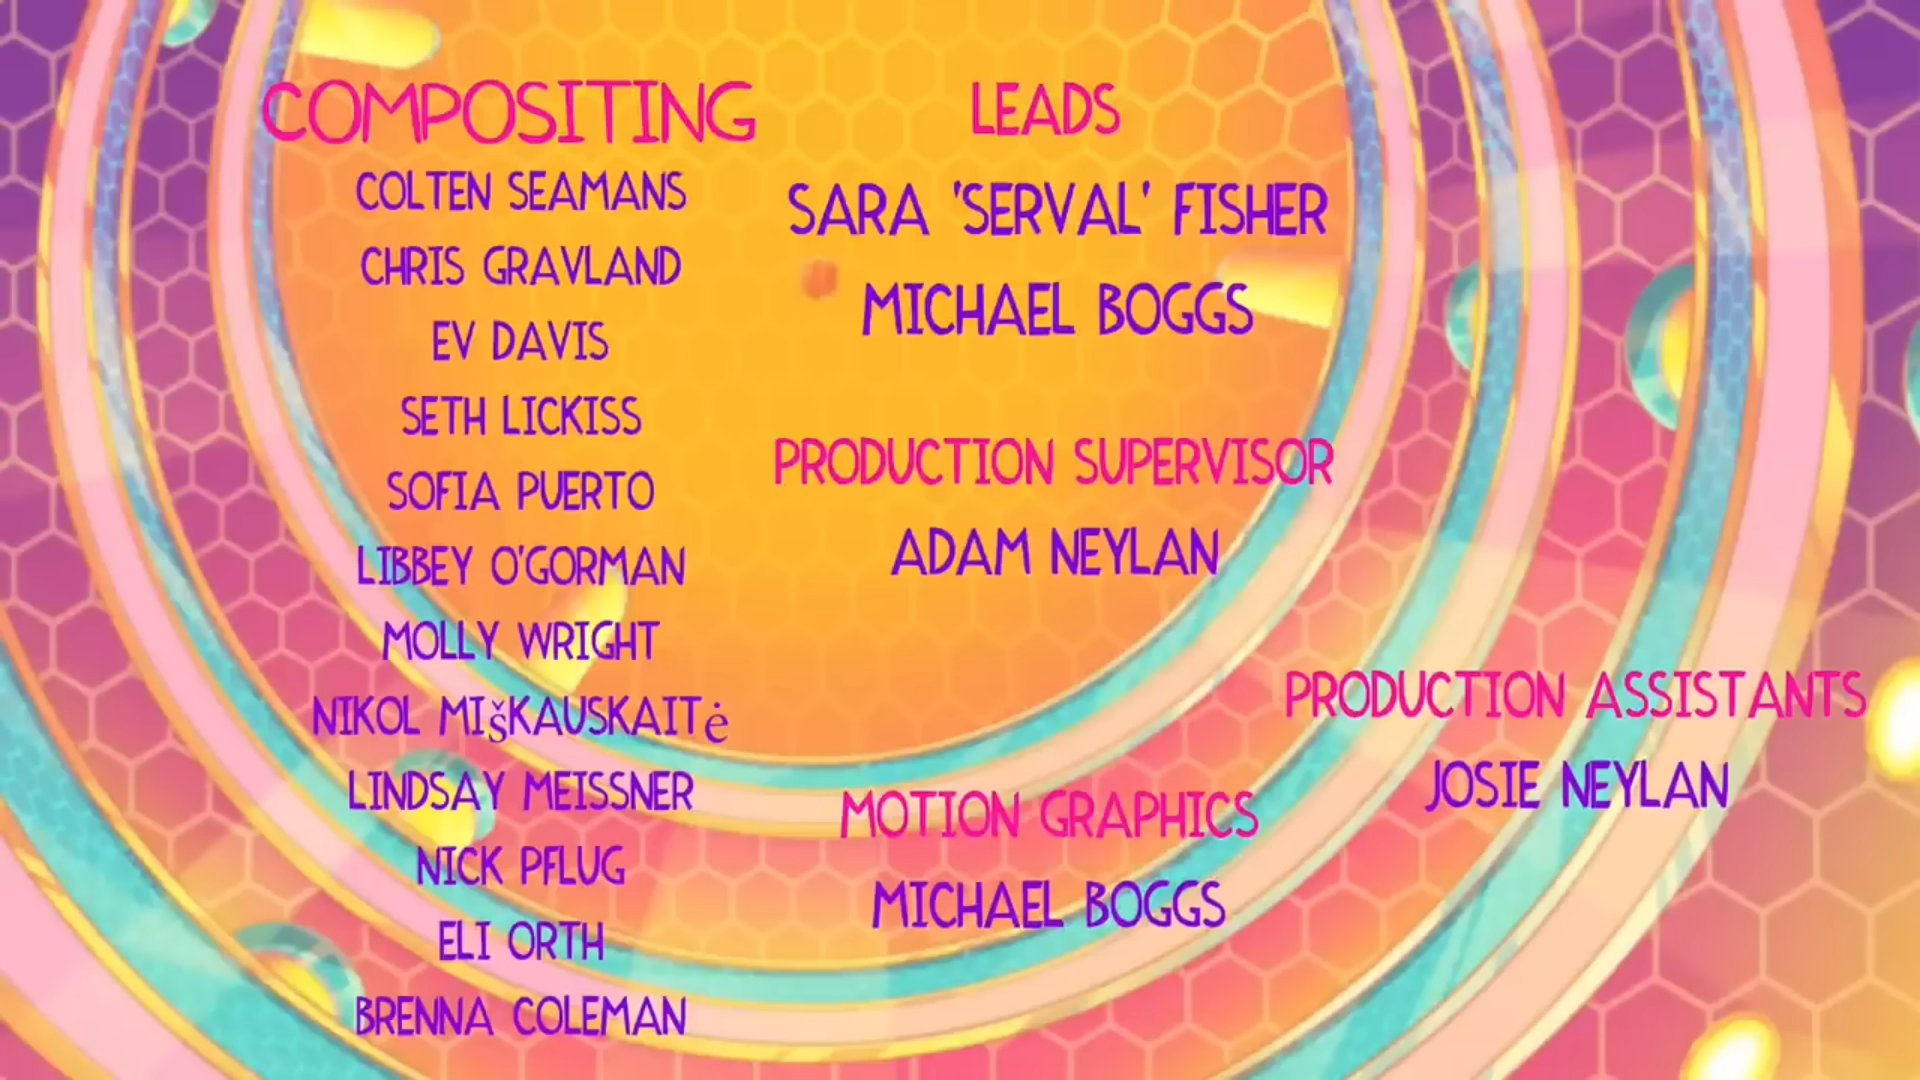 COMPOSITING
COLTEN SEAMANS
CHRIS GRAVLAND
EV DAVIS
SETH LICKISS
SOFIA PUERTO
LIBBEY O'GORMAN
MOLLY WRIGHT
NIKOL MIšKAUSKAITė
LINDSAY MEISSNER
NICK PFLUG
ELI ORTH
BRENNA COLEMAN
LEADS
SARA 'SERVAL' FISHER
MICHAEL BOGGS
PRODUCTION SUPERVISOR
ADAM NEYLAN
MOTION GRAPHICS
MICHAEL BOGGS
PRODUCTION ASSISTANTS
JOSIE NEYLAN